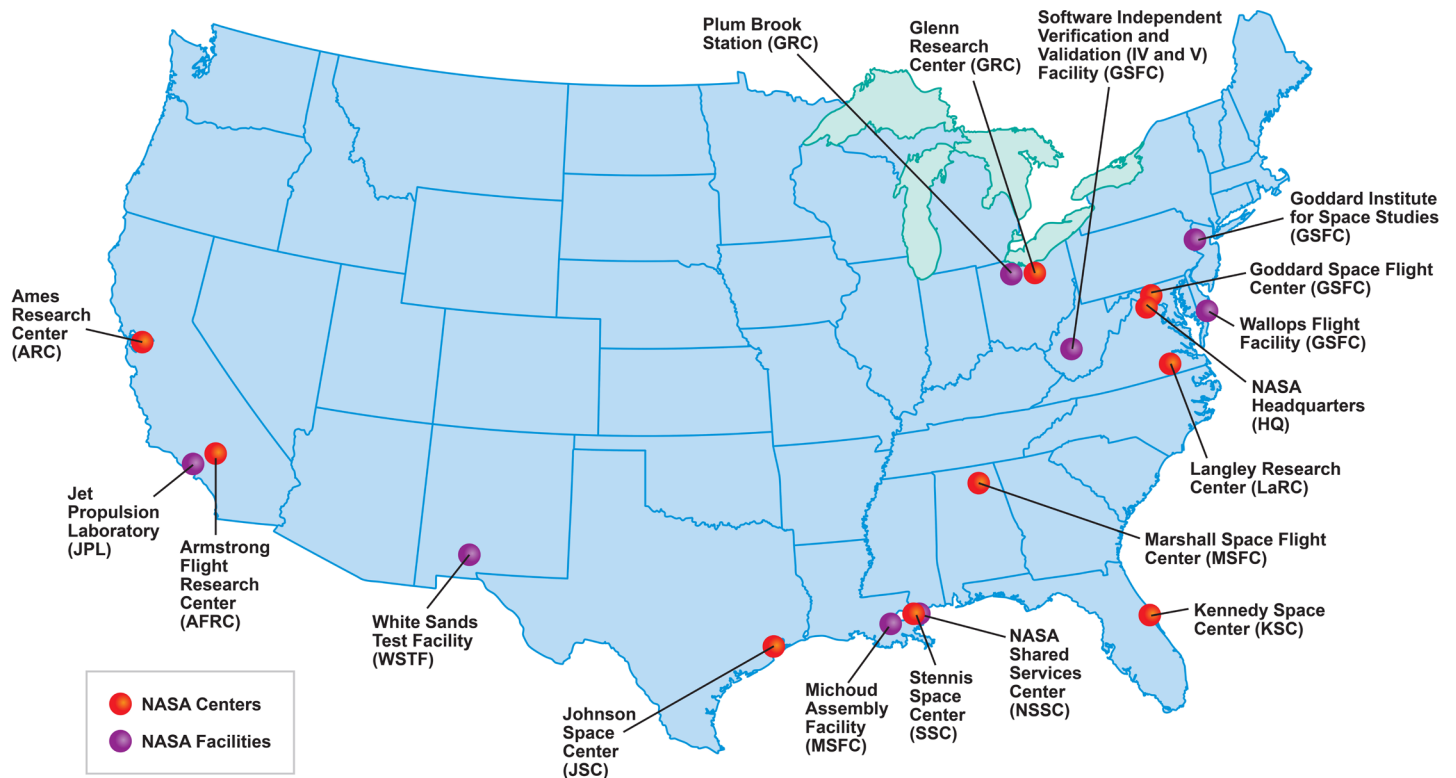 Plum Brook
Station (GRC)
Glenn
Research
Center (GRC)
Software Independent
Verification and
Validation (IV and V)
Facility (GSFC)
Goddard Institute
for Space Studies
(GSFC)
Goddard Space Flight
Center (GSFC)
Wallops Flight
Facility (GSFC)
NASA
Headquarters
(HQ)
Langley Research
Center (LaRC)
Marshall Space Flight
Center (MSFC)
Kennedy Space
Center (KSC)
NASA
Shared
Services
Center
(NSSC)
Stennis
Space
Center
(SSC)
Michoud
Assembly
Facility
(MSFC)
Johnson
Space
Center
(JSC)
White Sands
Test Facility
(WSTF)
Armstrong
Flight
Research
Center
(AFRC)
Jet
Propulsion
Laboratory
(JPL)
Ames
Research
Center
(ARC)
NASA Centers
NASA Facilities